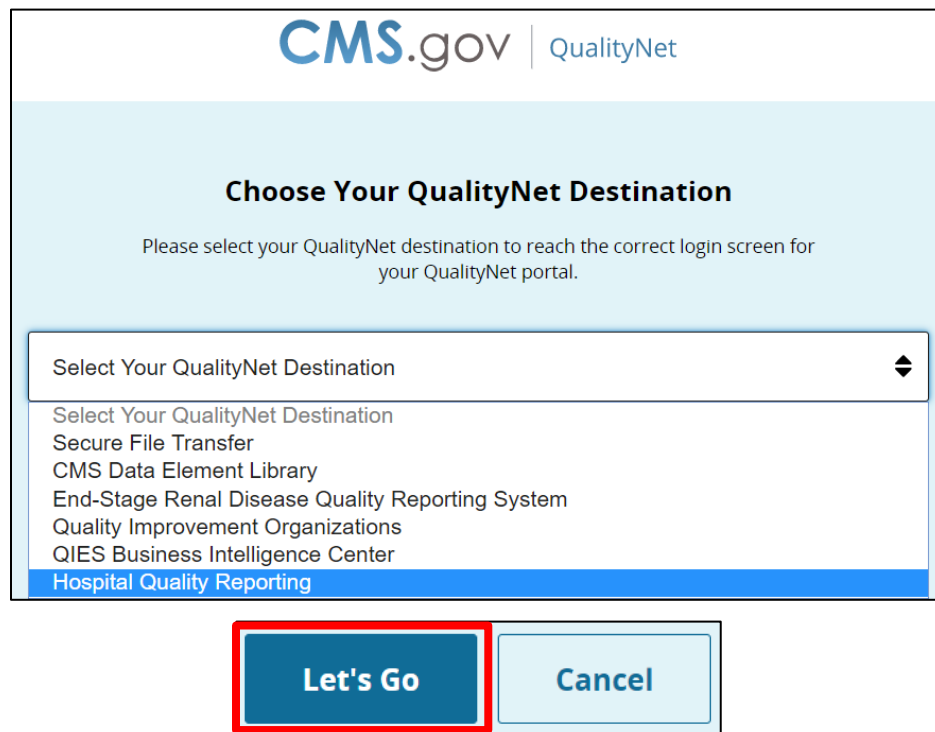 CMS.gov | QualityNet
Choose Your QualityNet Destination
Please select your QualityNet destination to reach the correct login screen for
your QualityNet portal.
Select Your QualityNet Destination
Select Your QualityNet Destination
Secure File Transfer
CMS Data Element Library
End-Stage Renal Disease Quality Reporting System
Quality Improvement Organizations
QIES Business Intelligence Center
Hospital Quality Reporting
Let's Go Cancel